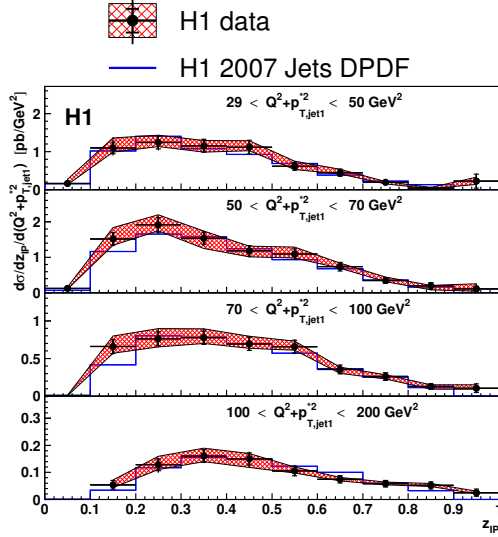 H1 data
H1 2007 Jets DPDF
H1
29 < Q²+p*²T,jet1 < 50 GeV²
2
1
0
50 < Q²+p*²T,jet1 < 70 GeV²
2
1
0
70 < Q²+p*²T,jet1 < 100 GeV²
1
0.5
0
100 < Q²+p*²T,jet1 < 200 GeV²
0.3
0.2
0.1
0
dσ/dzIP/d(Q²+p*²T,jet1) [pb/GeV²]
0 0.1 0.2 0.3 0.4 0.5 0.6 0.7 0.8 0.9 1
zIP